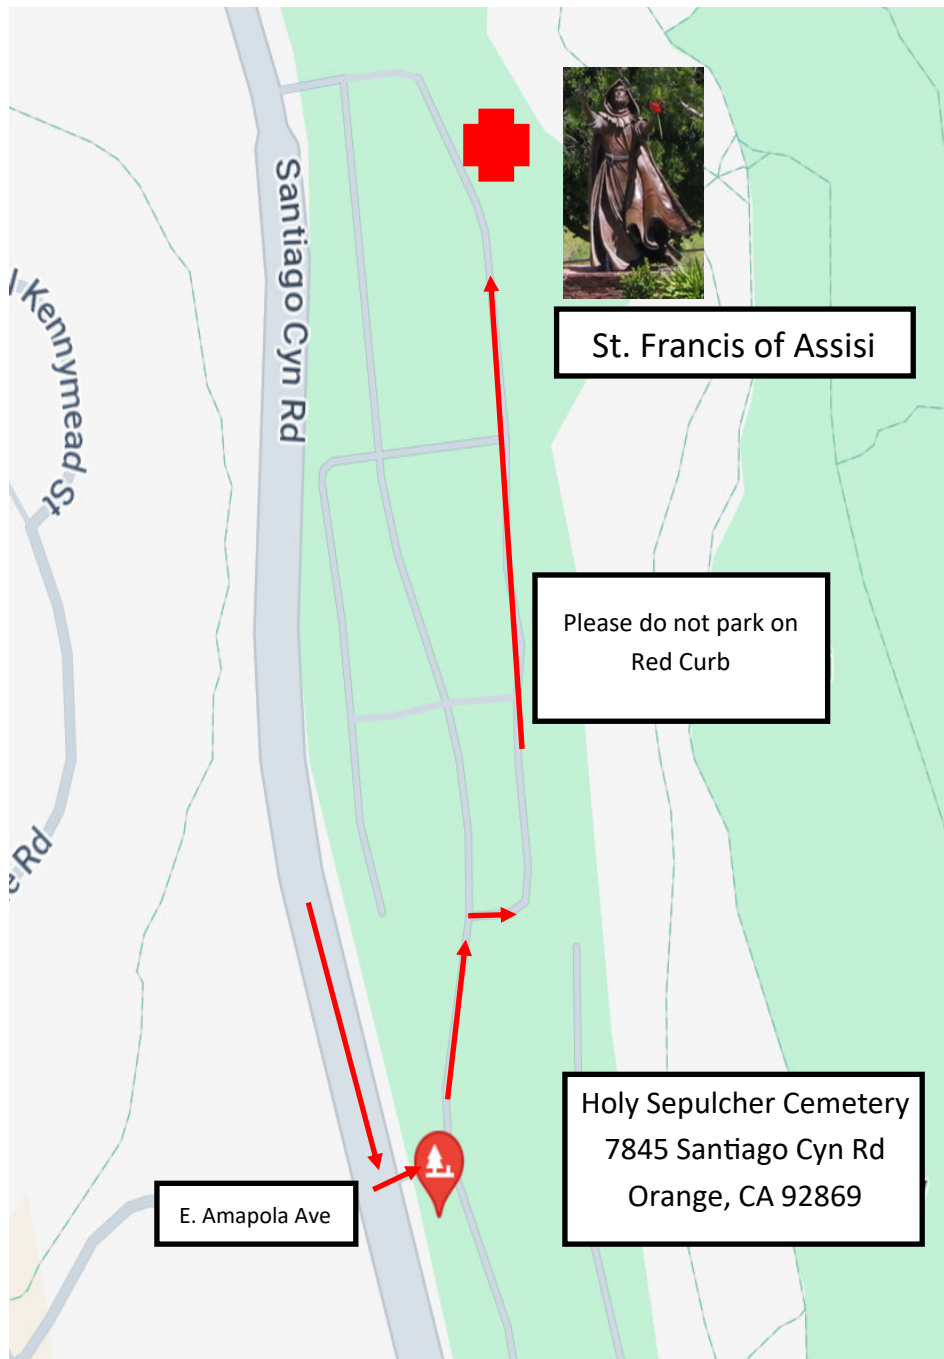 Santiago Cyn Rd
l Kennymead St
St. Francis of Assisi
Please do not park on
Red Curb
e Rd
Holy Sepulcher Cemetery
7845 Santiago Cyn Rd
Orange, CA 92869
E. Amapola Ave